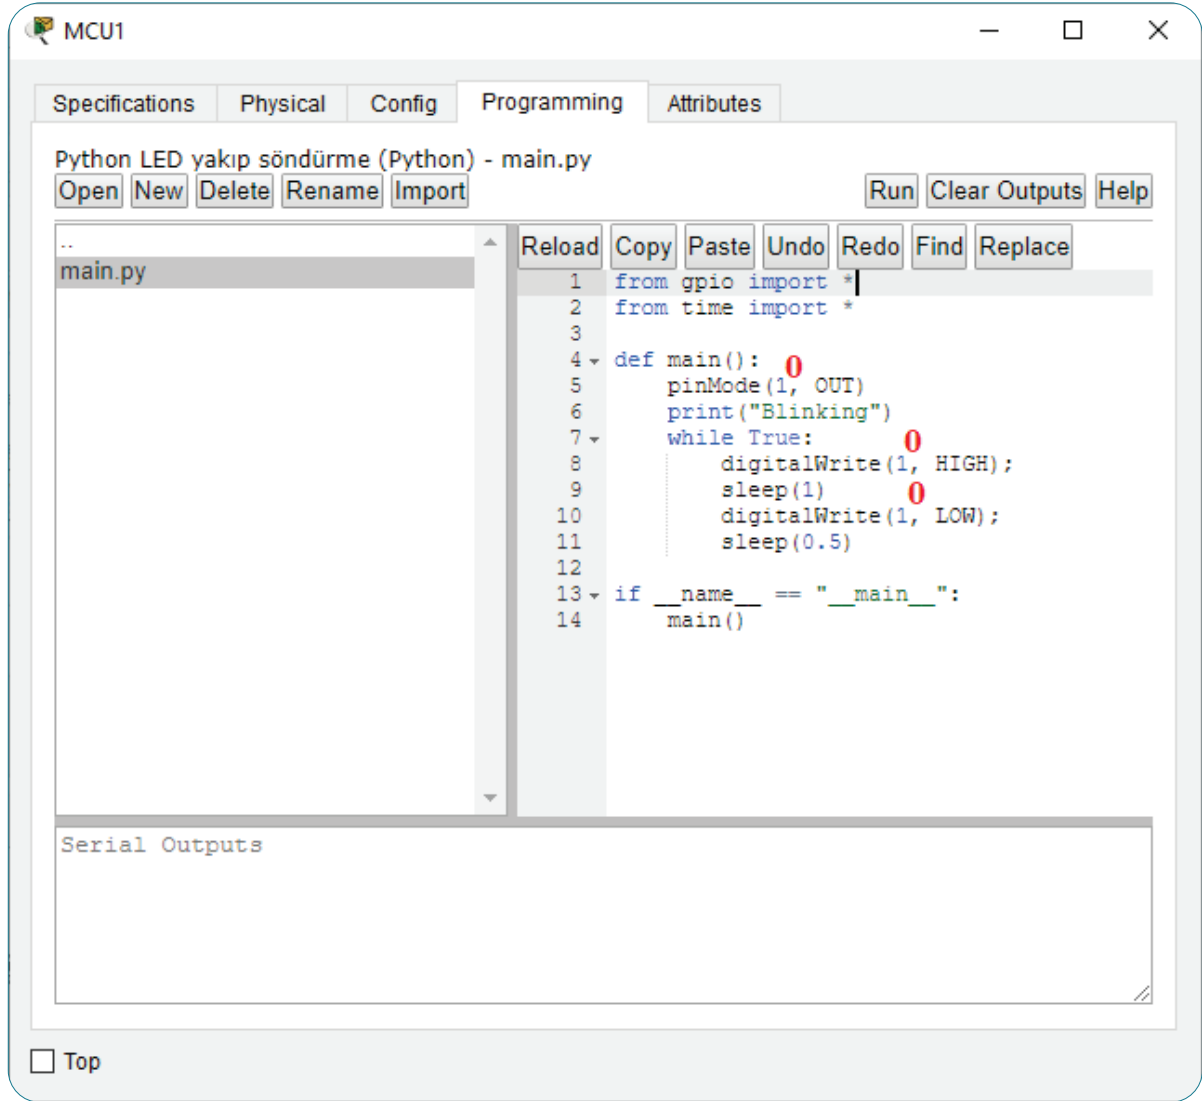 MCU1
Specifications Physical Config Programming Attributes
Python LED yakıp söndürme (Python) - main.py
Open New Delete Rename Import Run Clear Outputs Help
..
main.py
Reload Copy Paste Undo Redo Find Replace
1 from gpio import *
2 from time import *
3
4 def main():
0
5 pinMode(1, OUT)
6 print("Blinking")
7 while True:
0
8 digitalWrite(1, HIGH);
9 sleep(1)
0
10 digitalWrite(1, LOW);
11 sleep(0.5)
12
13 if __name__ == "__main__":
14 main()
Serial Outputs
Top